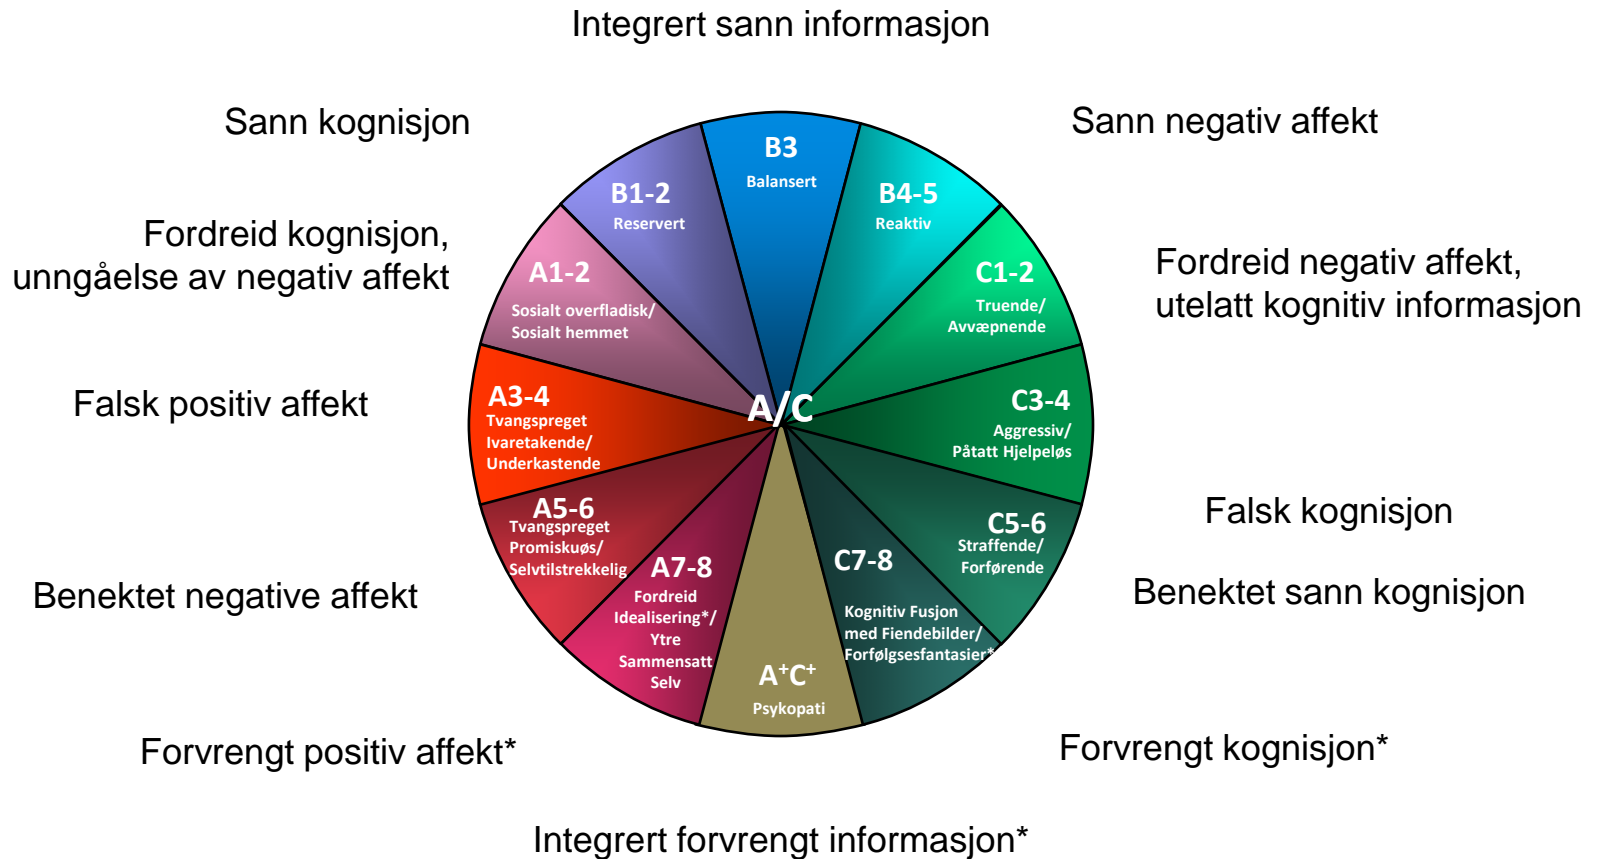 Integrert sann informasjon
Sann kognisjon
Sann negativ affekt
B3
Balansert
B1-2
Reservert
B4-5
Reaktiv
Fordreid kognisjon,
unngåelse av negativ affekt
A1-2
Sosialt overfladisk/
Sosialt hemmet
C1-2
Truende/
Avvæpnende
Fordreid negativ affekt,
utelatt kognitiv informasjon
Falsk positiv affekt
A3-4
Tvangspreget
Ivaretakende/
Underkastende
A/C
C3-4
Aggressiv/
Påtatt Hjelpeløs
A5-6
Tvangspreget
Promiskuøs/
Selvtilstrekkelig
C5-6
Straffende/
Forførende
Falsk kognisjon
Benektet negative affekt
Benektet sann kognisjon
A7-8
Fordreid
Idealisering*/
Ytre
Sammensatt
Selv
C7-8
Kognitiv Fusjon
med Fiendebilder/
Forfølgsesfantasier*
A⁺C⁺
Psykopati
Forvrengt positiv affekt*
Forvrengt kognisjon*
Integrert forvrengt informasjon*